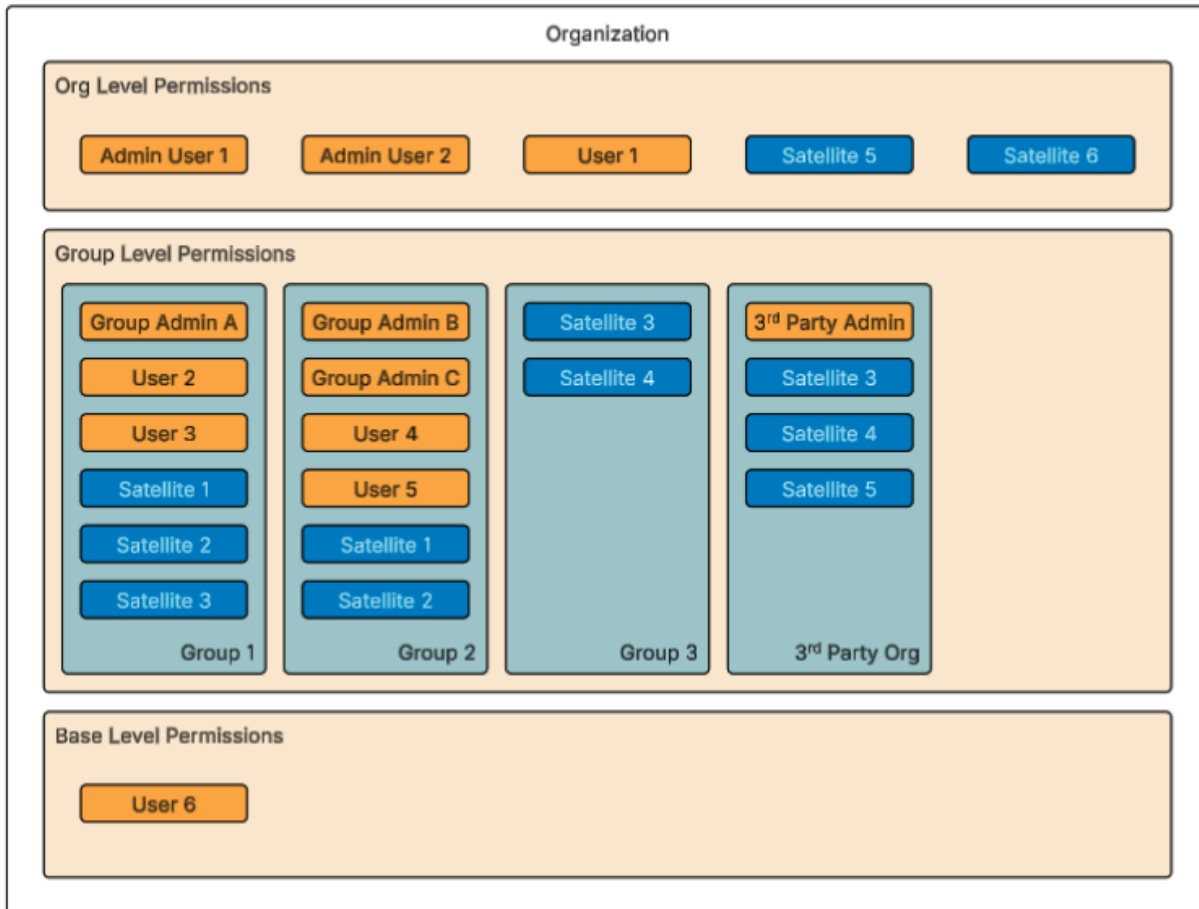 Organization
Org Level Permissions
Admin User 1
Admin User 2
User 1
Satellite 5
Satellite 6
Group Level Permissions
Group Admin A
User 2
User 3
Satellite 1
Satellite 2
Satellite 3
Group 1
Group Admin B
Group Admin C
User 4
User 5
Satellite 1
Satellite 2
Group 2
Satellite 3
Satellite 4
Group 3
3rd Party Admin
Satellite 3
Satellite 4
Satellite 5
3rd Party Org
Base Level Permissions
User 6